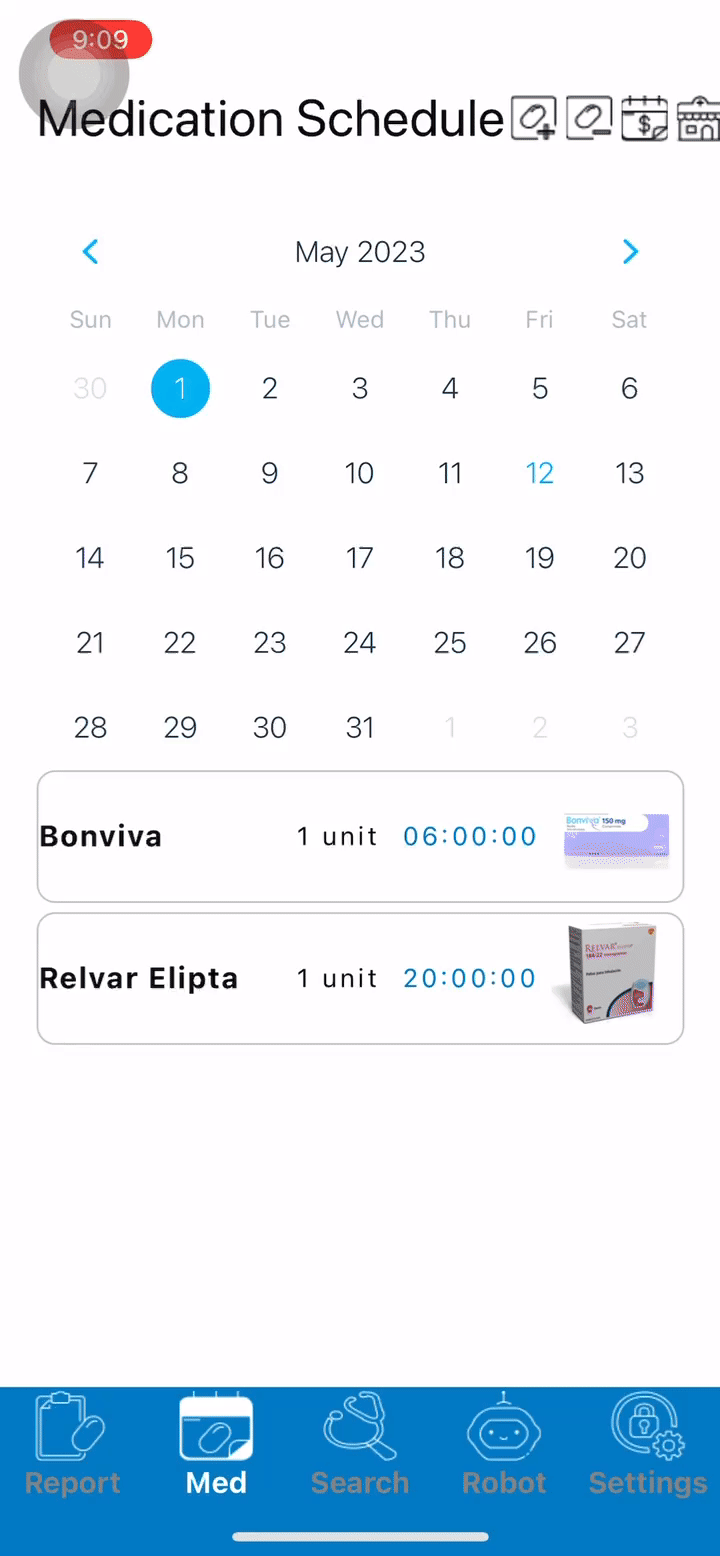 9:09
Medication Schedule
May 2023
Sun Mon Tue Wed Thu Fri Sat
30 1 2 3 4 5 6
7 8 9 10 11 12 13
14 15 16 17 18 19 20
21 22 23 24 25 26 27
28 29 30 31 1 2 3
Bonviva 1 unit 06:00:00
Bonviva 150 mg
Relvar Elipta 1 unit 20:00:00
RELVAR
Report Med Search Robot Settings